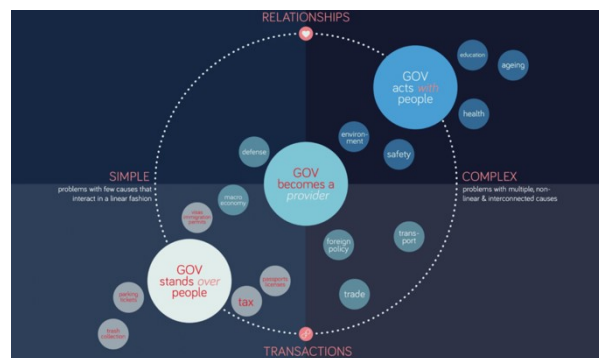 RELATIONSHIPS
GOV
acts with
people
education
ageing
health
environ-
ment
safety
defense
GOV
becomes a
provider
SIMPLE
problems with few causes that
interact in a linear fashion
COMPLEX
problems with multiple, non-
linear & interconnected causes
macro
economy
visas
immigration
foreign
policy
trans-
port
trade
GOV
stands over
people
passports
tax
parking
tickets
trash
collection
TRANSACTIONS